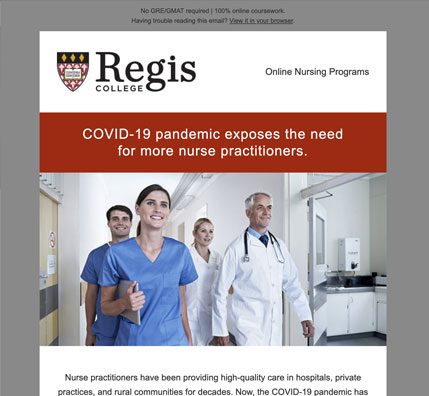 No GRE/GMAT required | 100% online coursework.
Having trouble reading this email? View it in your browser.
Regis
COLLEGE
Online Nursing Programs
COVID-19 pandemic exposes the need
for more nurse practitioners.
Nurse practitioners have been providing high-quality care in hospitals, private
practices, and rural communities for decades. Now, the COVID-19 pandemic has